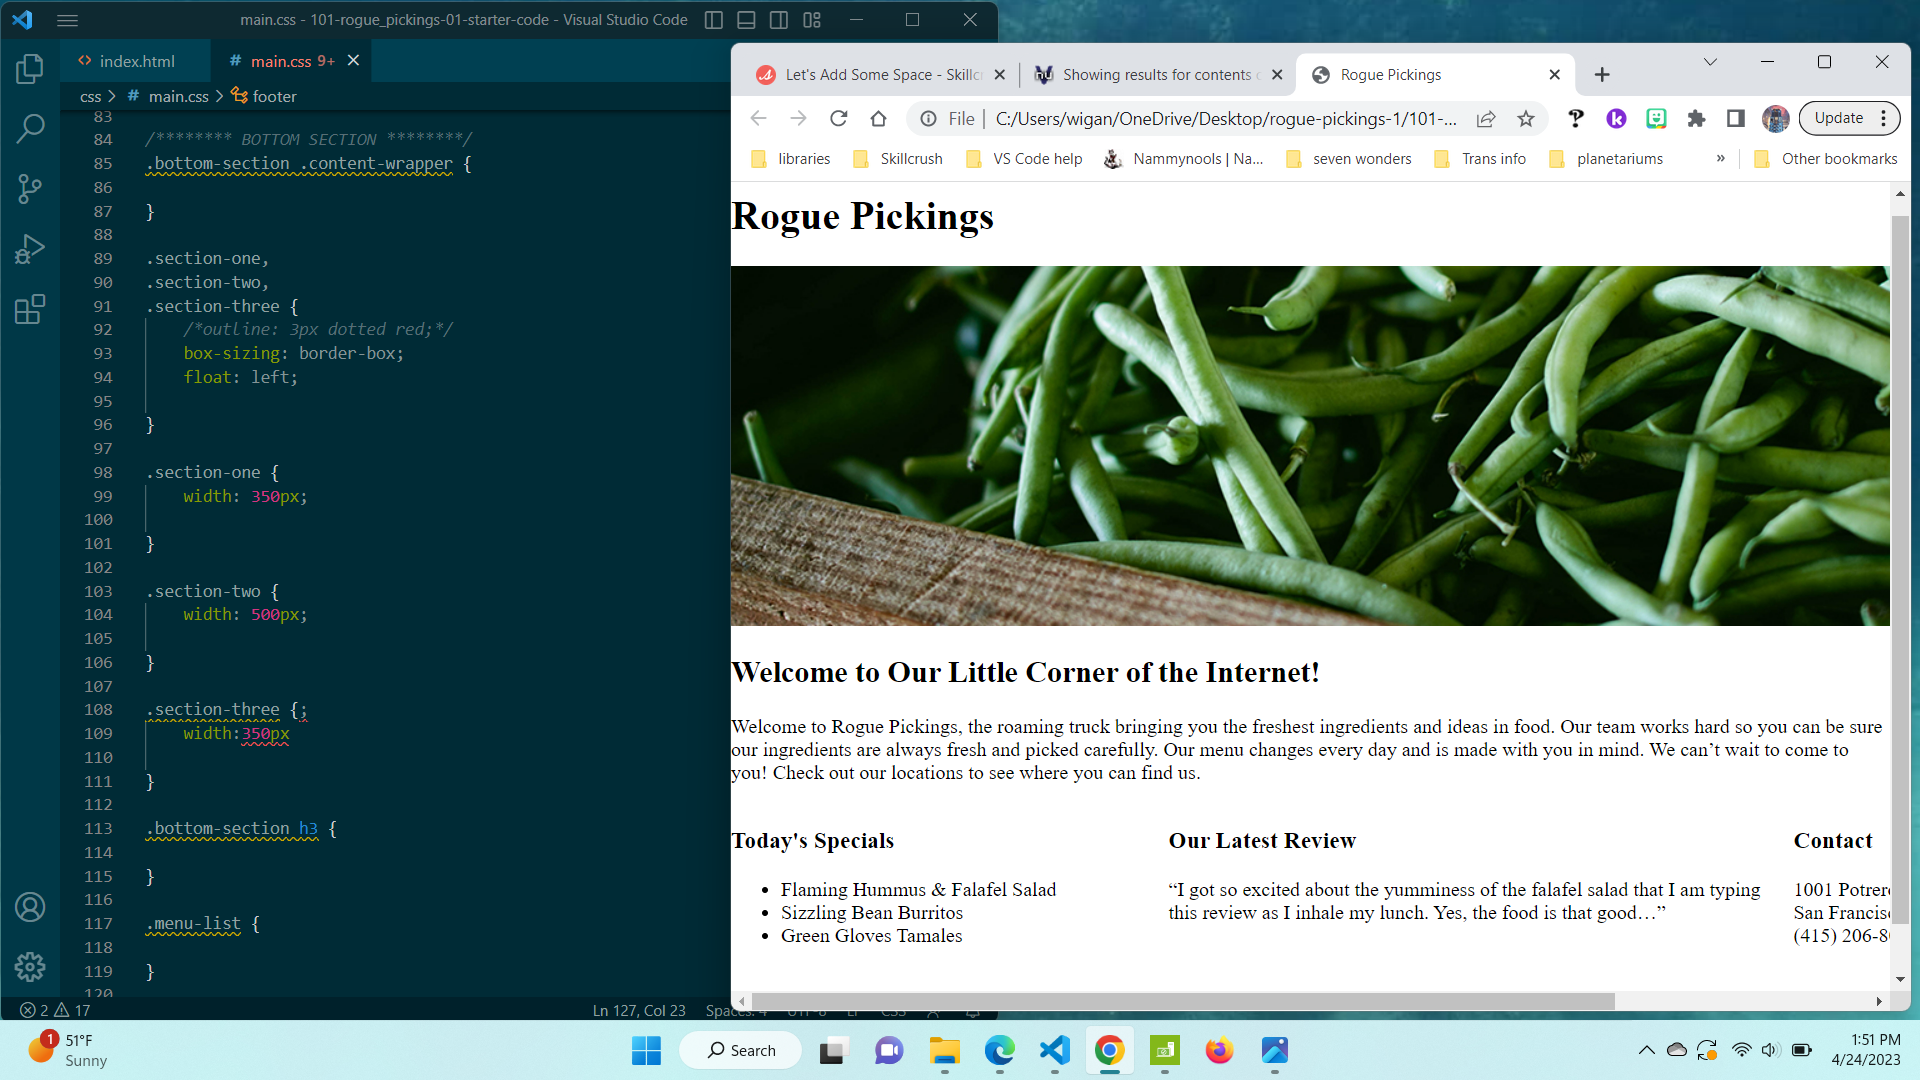 main.css - 101-rogue_pickings-01-starter-code - Visual Studio Code
index.html
# main.css 9+
css > # main.css > footer
83
84 /******** BOTTOM SECTION ********/
85 .bottom-section .content-wrapper {
86
87 }
88
89 .section-one,
90 .section-two,
91 .section-three {
92 /*outline: 3px dotted red;*/
93 box-sizing: border-box;
94 float: left;
95
96 }
97
98 .section-one {
99 width: 350px;
100
101 }
102
103 .section-two {
104 width: 500px;
105
106 }
107
108 .section-three {;
109 width:350px
110
111 }
112
113 .bottom-section h3 {
114
115 }
116
117 .menu-list {
118
119 }
120
2 17
Ln 127, Col 23
Let's Add Some Space - Skillcr
Showing results for contents
Rogue Pickings
File | C:/Users/wigan/OneDrive/Desktop/rogue-pickings-1/101-...
Update
libraries
Skillcrush
VS Code help
Nammynools | Na...
seven wonders
Trans info
planetariums
»
Other bookmarks
Rogue Pickings
Welcome to Our Little Corner of the Internet!
Welcome to Rogue Pickings, the roaming truck bringing you the freshest ingredients and ideas in food. Our team works hard so you can be sure
our ingredients are always fresh and picked carefully. Our menu changes every day and is made with you in mind. We can’t wait to come to
you! Check out our locations to see where you can find us.
Today's Specials
• Flaming Hummus & Falafel Salad
• Sizzling Bean Burritos
• Green Gloves Tamales
Our Latest Review
“I got so excited about the yumminess of the falafel salad that I am typing
this review as I inhale my lunch. Yes, the food is that good…”
Contact
1001 Potrer
San Francis
(415) 206-8
1
51°F
Sunny
Search
1:51 PM
4/24/2023